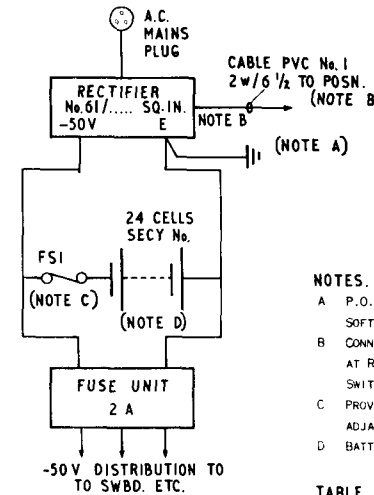 A.C.
MAINS
PLUG
CABLE PVC No. 1
2w/6 1/2 TO POSN.
(NOTE B
RECTIFIER
No. 61/..... SQ. IN.
-50V E
NOTE B
(NOTE A)
24 CELLS
SECY No.
FS1
(NOTE C)
(NOTE D)
FUSE UNIT
2 A
-50 V DISTRIBUTION TO
TO SWBD. ETC.
NOTES.
A P.O.
SOFT
B CONN
AT R
SWIT
C PROV
ADJA
D BATT
TABLE